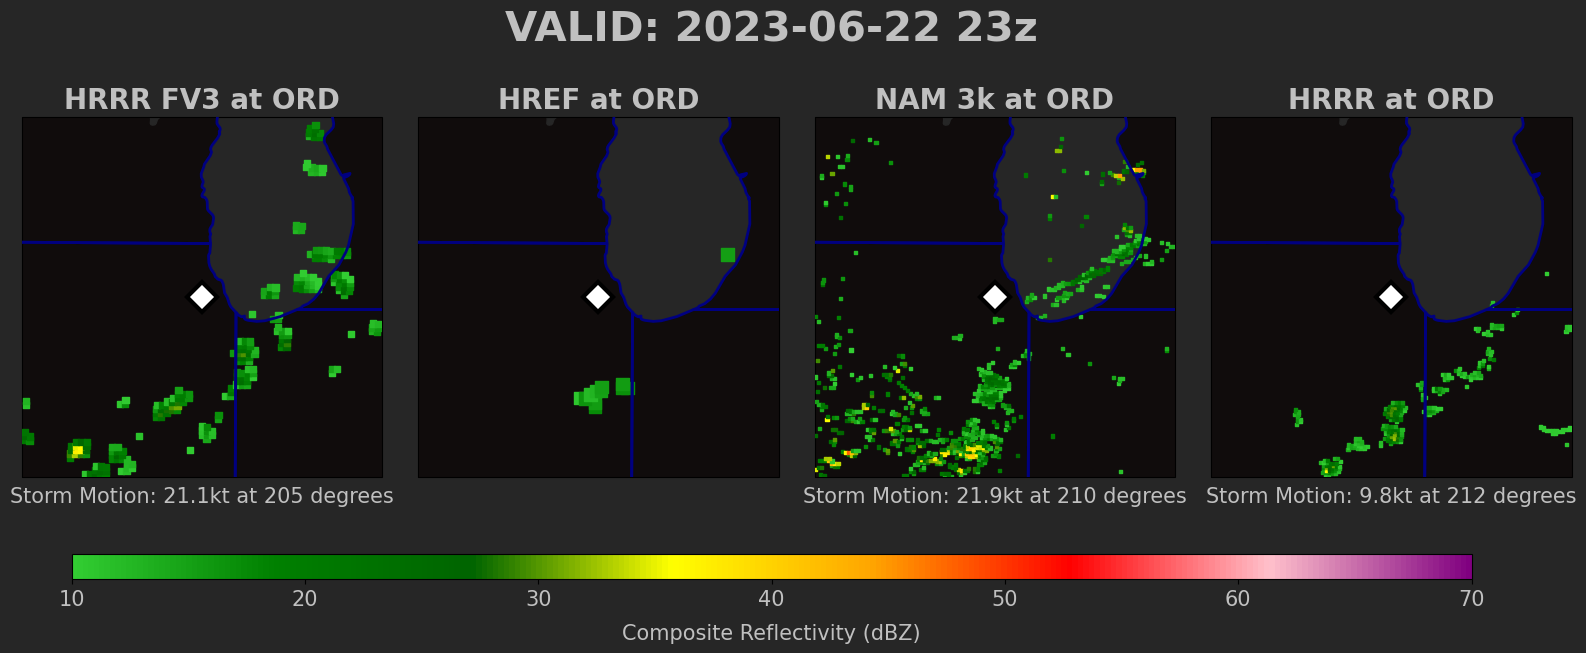 VALID: 2023-06-22 23z
HRRR FV3 at ORD
HREF at ORD
NAM 3k at ORD
HRRR at ORD
Storm Motion: 21.1kt at 205 degrees
Storm Motion: 21.9kt at 210 degrees
Storm Motion: 9.8kt at 212 degrees
10 20 30 40 50 60 70
Composite Reflectivity (dBZ)